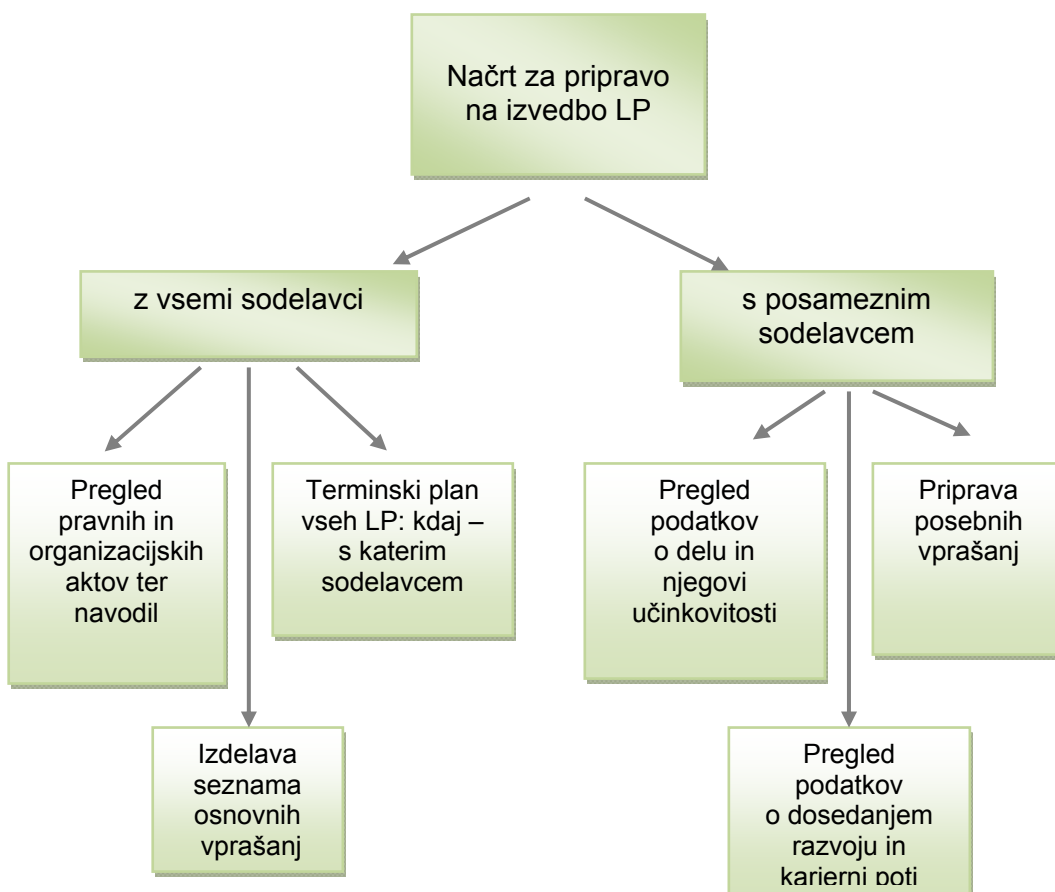 Načrt za pripravo
na izvedbo LP
z vsemi sodelavci
s posameznim
sodelavcem
Pregled
pravnih in
organizacijskih
aktov ter
navodil
Terminski plan
vseh LP: kdaj –
s katerim
sodelavcem
Pregled
podatkov
o delu in
njegovi
učinkovitosti
Priprava
posebnih
vprašanj
Izdelava
seznama
osnovnih
vprašanj
Pregled
podatkov
o dosedanjem
razvoju in
karierni poti